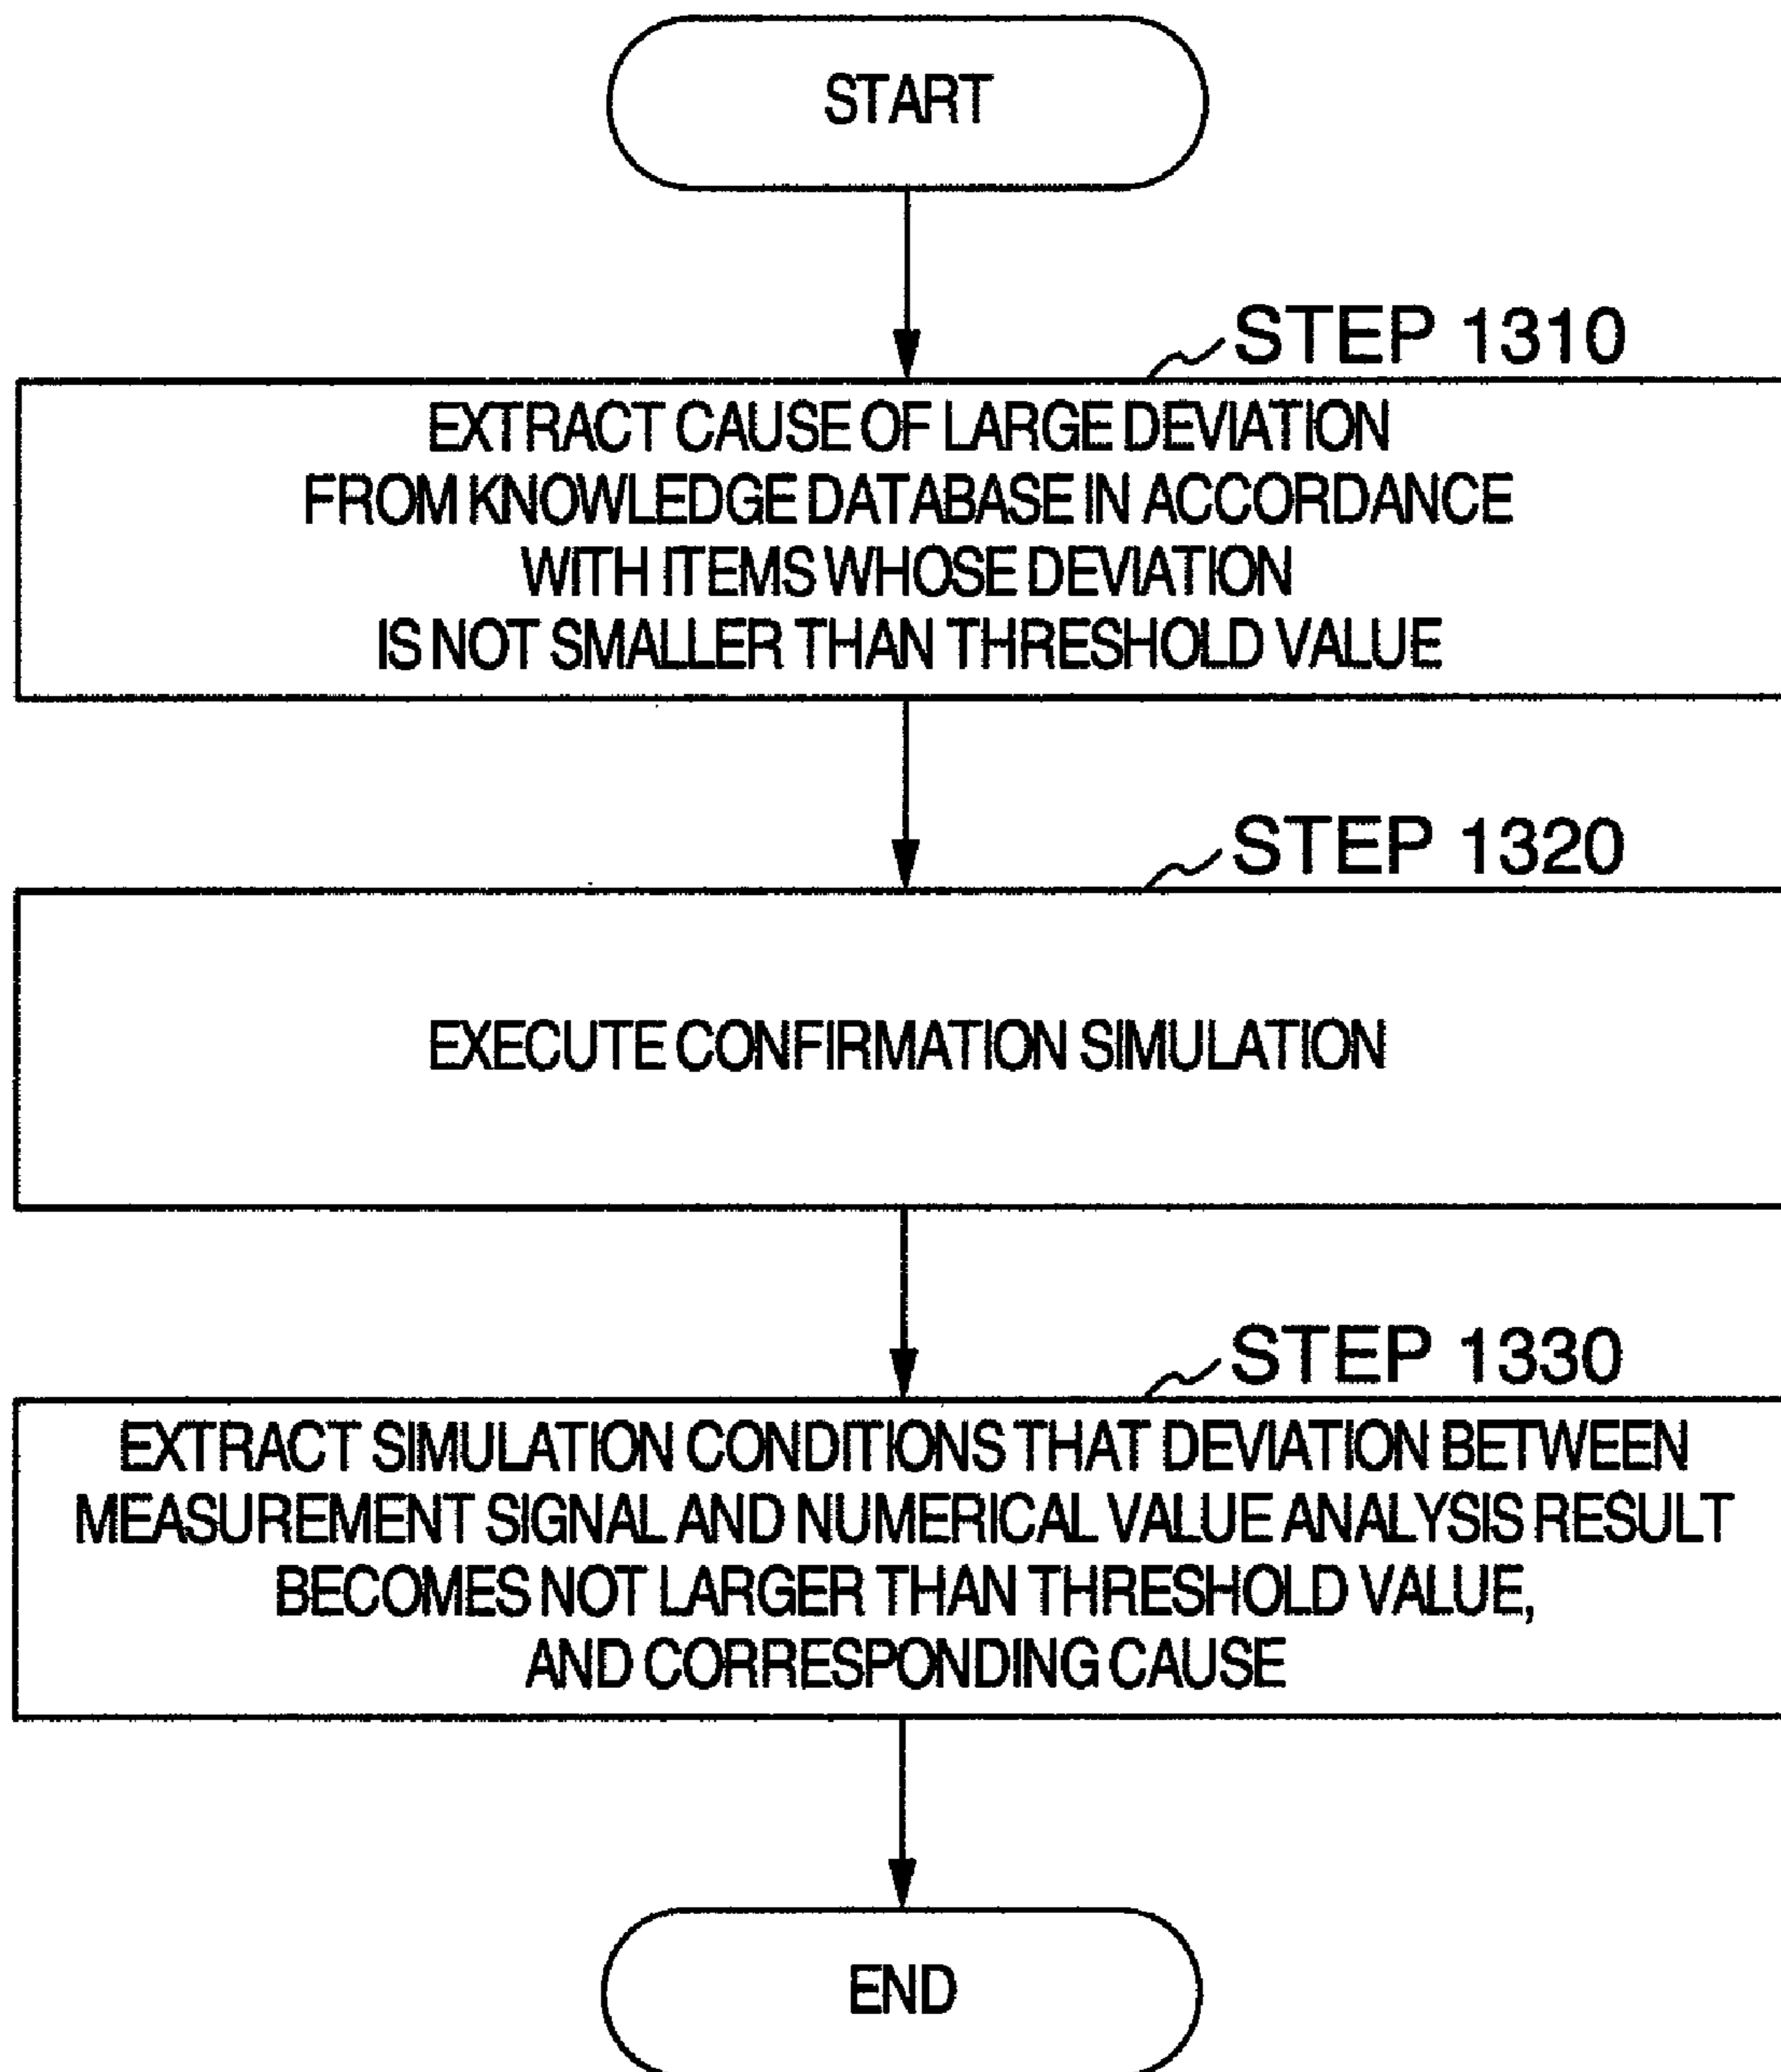 START
STEP 1310
EXTRACT CAUSE OF LARGE DEVIATION
FROM KNOWLEDGE DATABASE IN ACCORDANCE
WITH ITEMS WHOSE DEVIATION
IS NOT SMALLER THAN THRESHOLD VALUE
STEP 1320
EXECUTE CONFIRMATION SIMULATION
STEP 1330
EXTRACT SIMULATION CONDITIONS THAT DEVIATION BETWEEN
MEASUREMENT SIGNAL AND NUMERICAL VALUE ANALYSIS RESULT
BECOMES NOT LARGER THAN THRESHOLD VALUE,
AND CORRESPONDING CAUSE
END